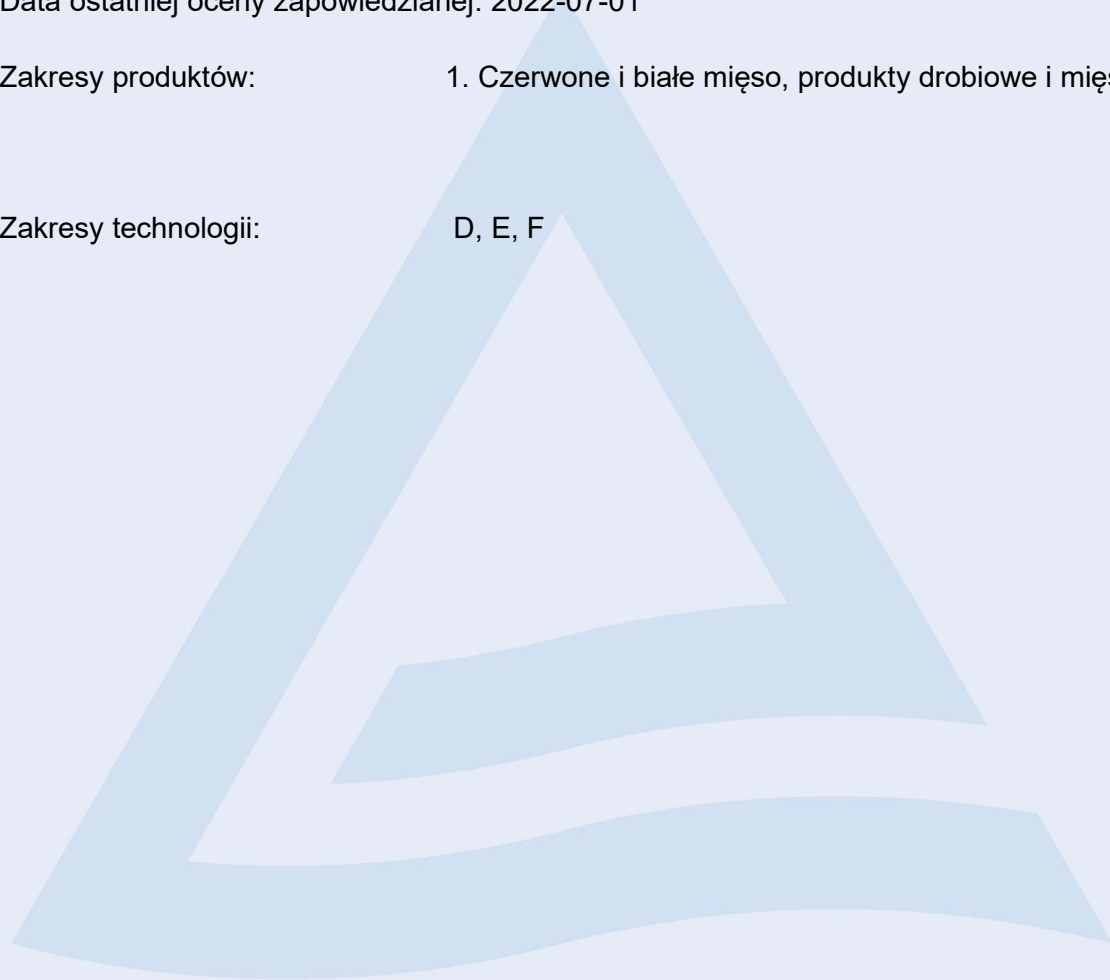 Data ostatniej oceny zapowiedzianej: 2022-07-01
Zakresy produktów: 1. Czerwone i białe mięso, produkty drobiowe i
Zakresy technologii: D, E, F